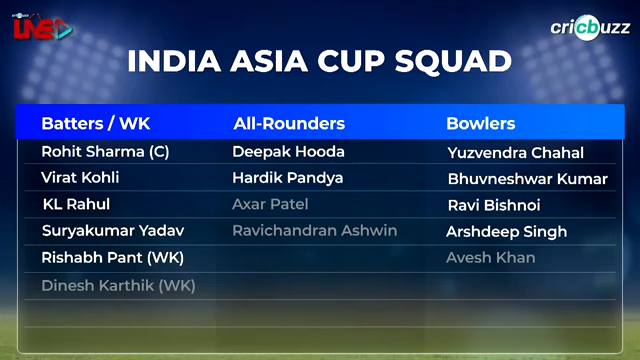 cricbuzz
LIVE
cricbuzz
INDIA ASIA CUP SQUAD
Batters / WK All-Rounders Bowlers
Rohit Sharma (C) Deepak Hooda Yuzvendra Chahal
Virat Kohli Hardik Pandya Bhuvneshwar Kumar
KL Rahul Axar Patel Ravi Bishnoi
Suryakumar Yadav Ravichandran Ashwin Arshdeep Singh
Rishabh Pant (WK) Avesh Khan
Dinesh Karthik (WK)